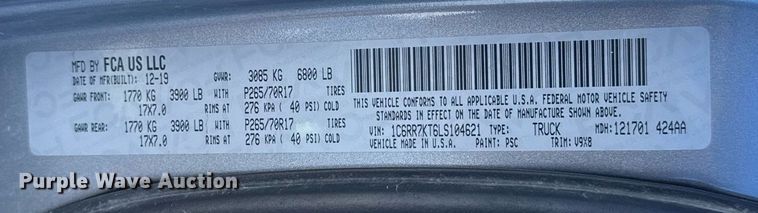 MFD BY FCA US LLC
DATE OF MFR(BUILT): 12-19 GVWR: 3085 KG 6800 LB
GAWR FRONT: 1770 KG 3900 LB WITH P265/70R17 TIRES
17X7.0 RIMS AT 276 KPA ( 40 PSI) COLD
GAWR REAR: 1770 KG 3900 LB WITH P265/70R17 TIRES
17X7.0 RIMS AT 276 KPA ( 40 PSI) COLD
THIS VEHICLE CONFORMS TO ALL APPLICABLE U.S.A. FEDERAL MOTOR VEHICLE SAFETY
STANDARDS IN EFFECT ON THE DATE OF MANUFACTURE SHOWN ABOVE.
VIN: 1C6RR7KT6LS104621 TYPE: TRUCK MDH: 121701 424AA
VEHICLE MADE IN U.S.A. PAINT: PSC TRIM: V9X8
Purple Wave Auction